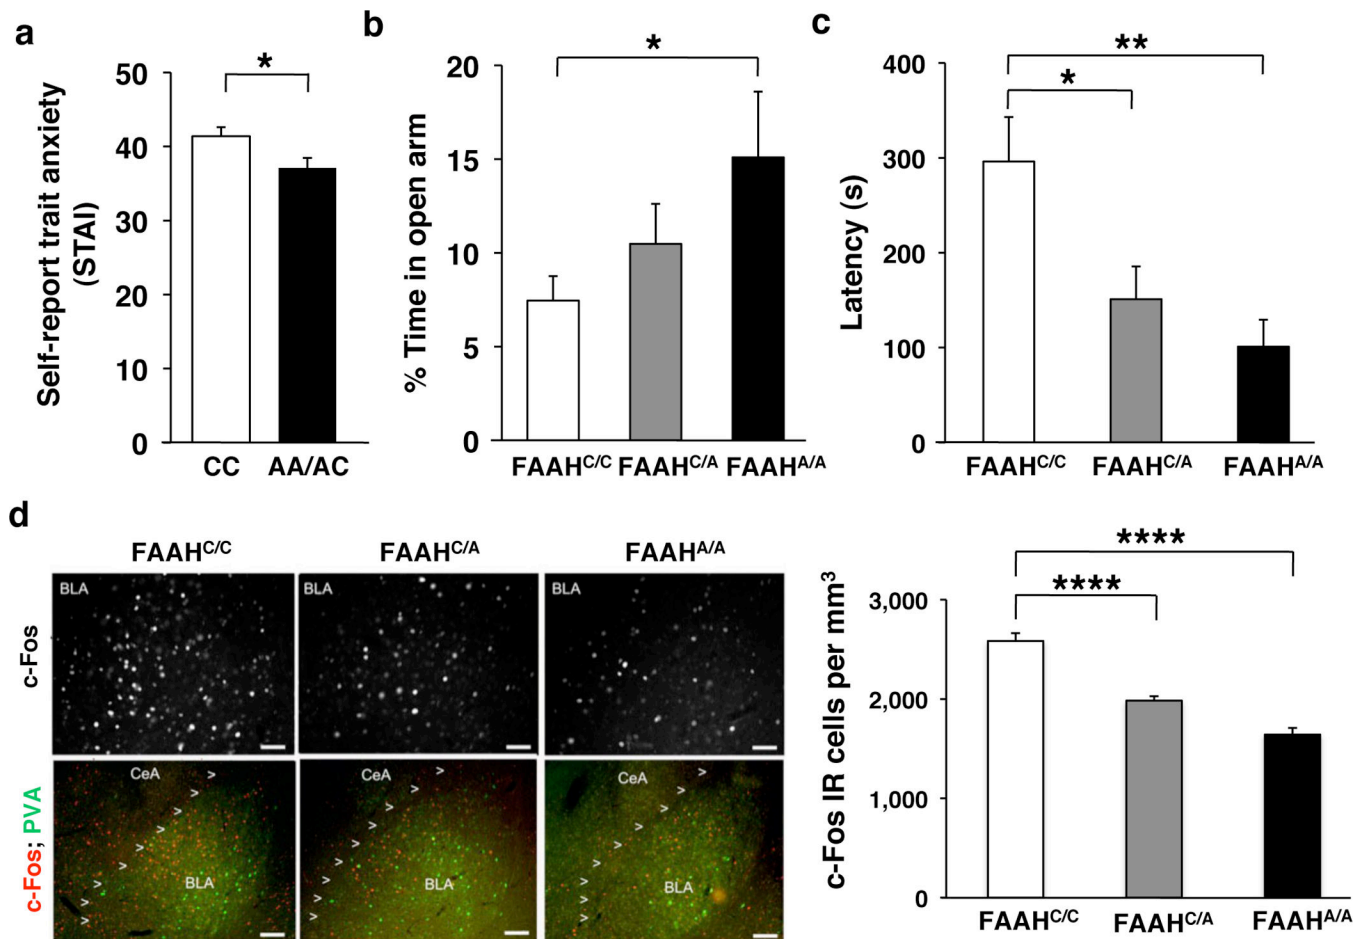 a
Self-report trait anxiety
(STAI)
50
40
30
20
10
0
*
CC
AA/AC
b
% Time in open arm
20
15
10
5
0
*
FAAH^C/C
FAAH^C/A
FAAH^A/A
c
Latency (s)
400
300
200
100
0
**
*
FAAH^C/C
FAAH^C/A
FAAH^A/A
d
FAAH^C/C
FAAH^C/A
FAAH^A/A
c-Fos
BLA
BLA
BLA
c-Fos; PVA
CeA
BLA
CeA
BLA
CeA
BLA
c-Fos IR cells per mm³
3,000
2,000
1,000
0
****
****
FAAH^C/C
FAAH^C/A
FAAH^A/A